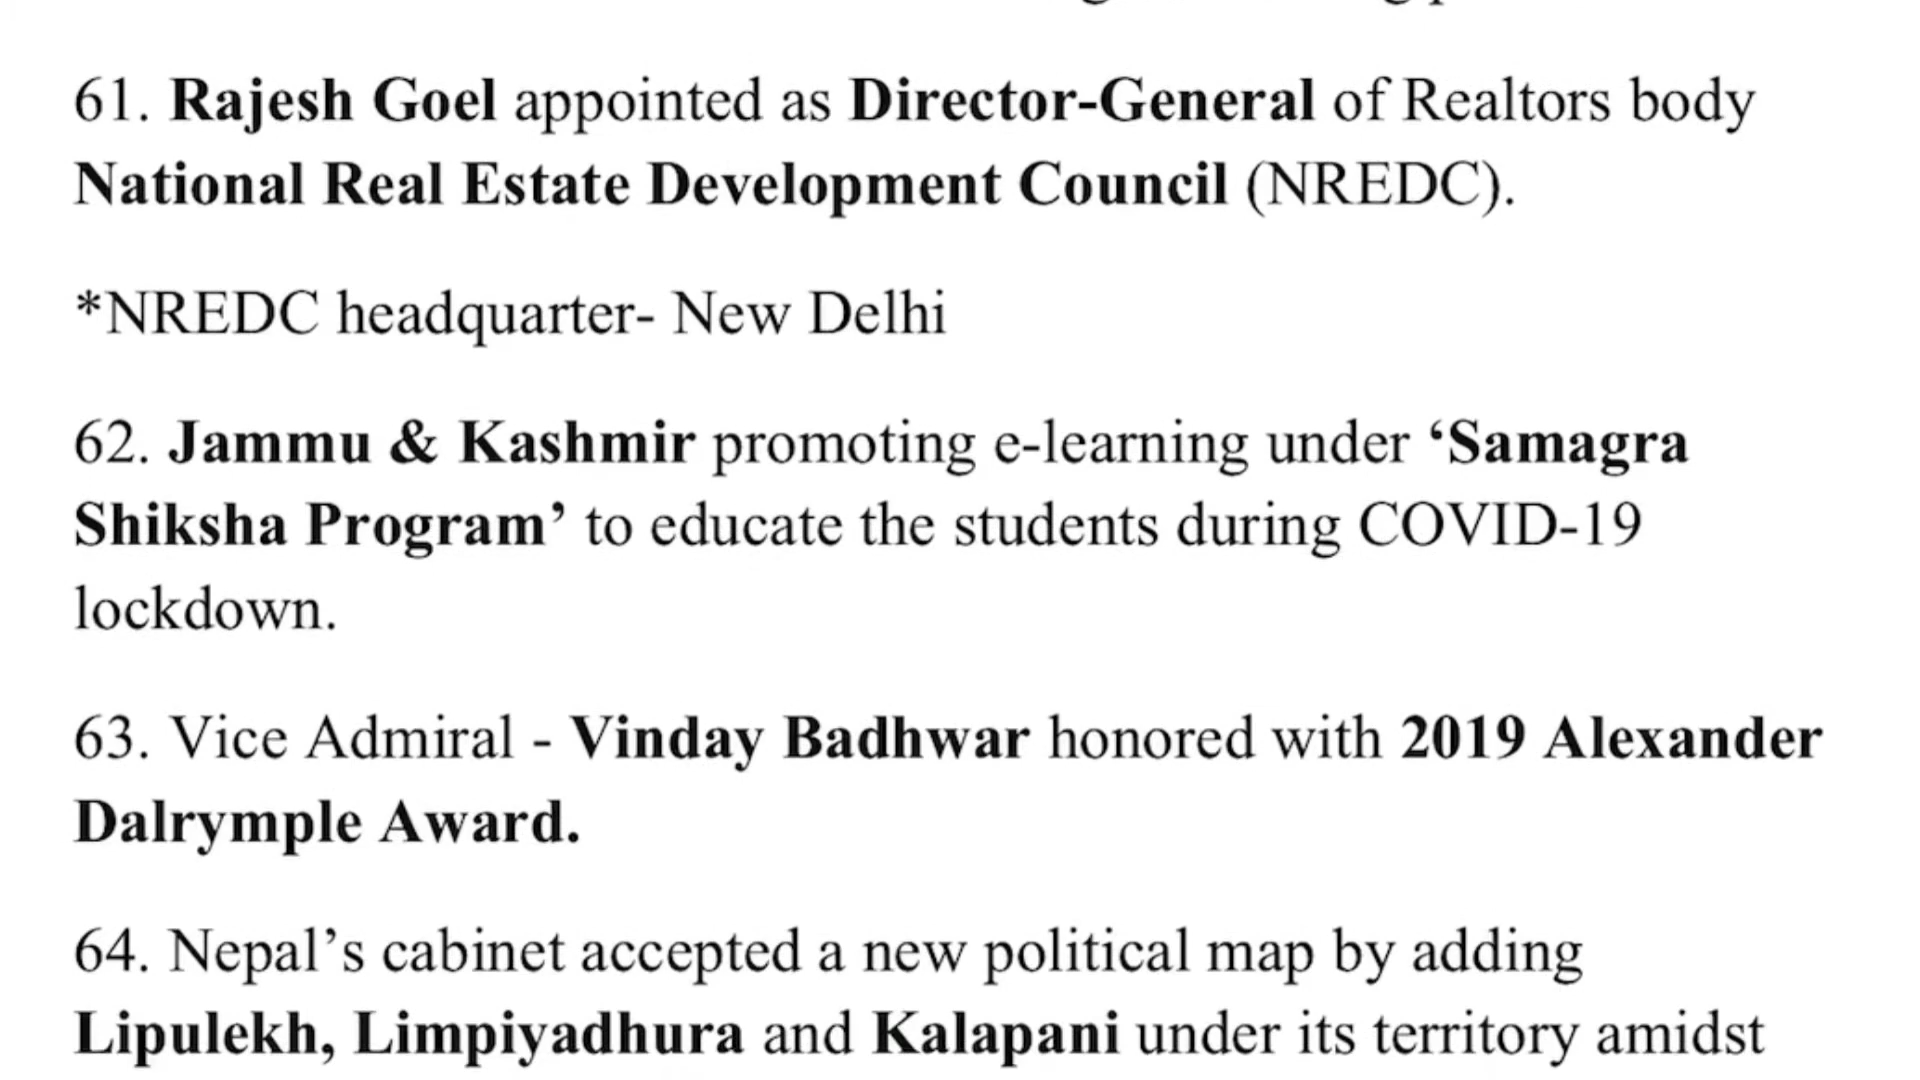 61. Rajesh Goel appointed as Director-General of Realtors body
National Real Estate Development Council (NREDC).
*NREDC headquarter- New Delhi
62. Jammu & Kashmir promoting e-learning under ‘Samagra
Shiksha Program’ to educate the students during COVID-19
lockdown.
63. Vice Admiral - Vinday Badhwar honored with 2019 Alexander
Dalrymple Award.
64. Nepal’s cabinet accepted a new political map by adding
Lipulekh, Limpiyadhura and Kalapani under its territory amidst